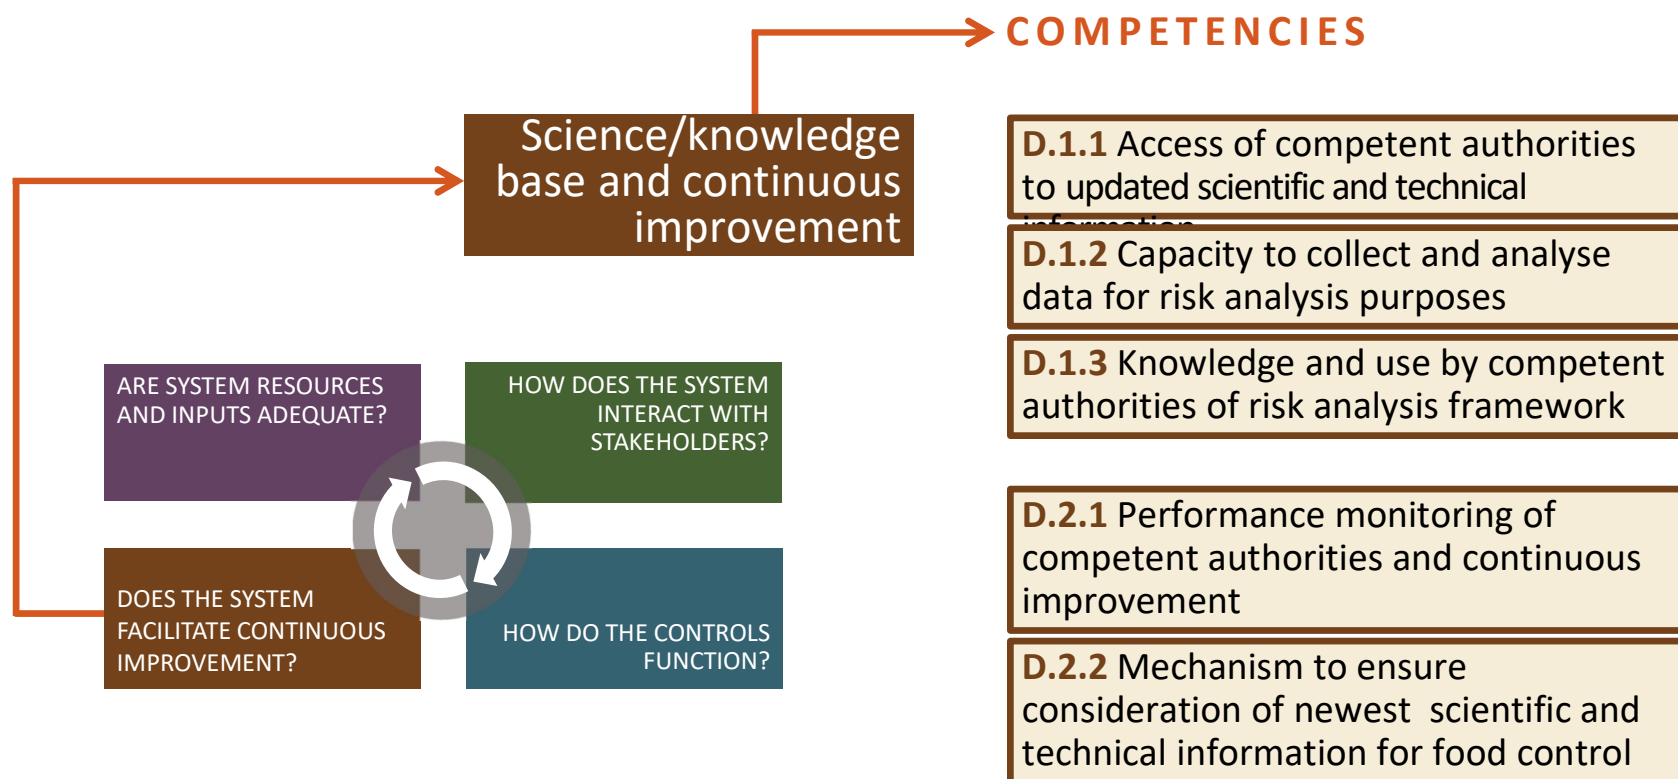 COMPETENCIES
Science/knowledge
base and continuous
improvement
D.1.1 Access of competent authorities
to updated scientific and technical
information
D.1.2 Capacity to collect and analyse
data for risk analysis purposes
D.1.3 Knowledge and use by competent
authorities of risk analysis framework
ARE SYSTEM RESOURCES
AND INPUTS ADEQUATE?
HOW DOES THE SYSTEM
INTERACT WITH
STAKEHOLDERS?
DOES THE SYSTEM
FACILITATE CONTINUOUS
IMPROVEMENT?
HOW DO THE CONTROLS
FUNCTION?
D.2.1 Performance monitoring of
competent authorities and continuous
improvement
D.2.2 Mechanism to ensure
consideration of newest scientific and
technical information for food control